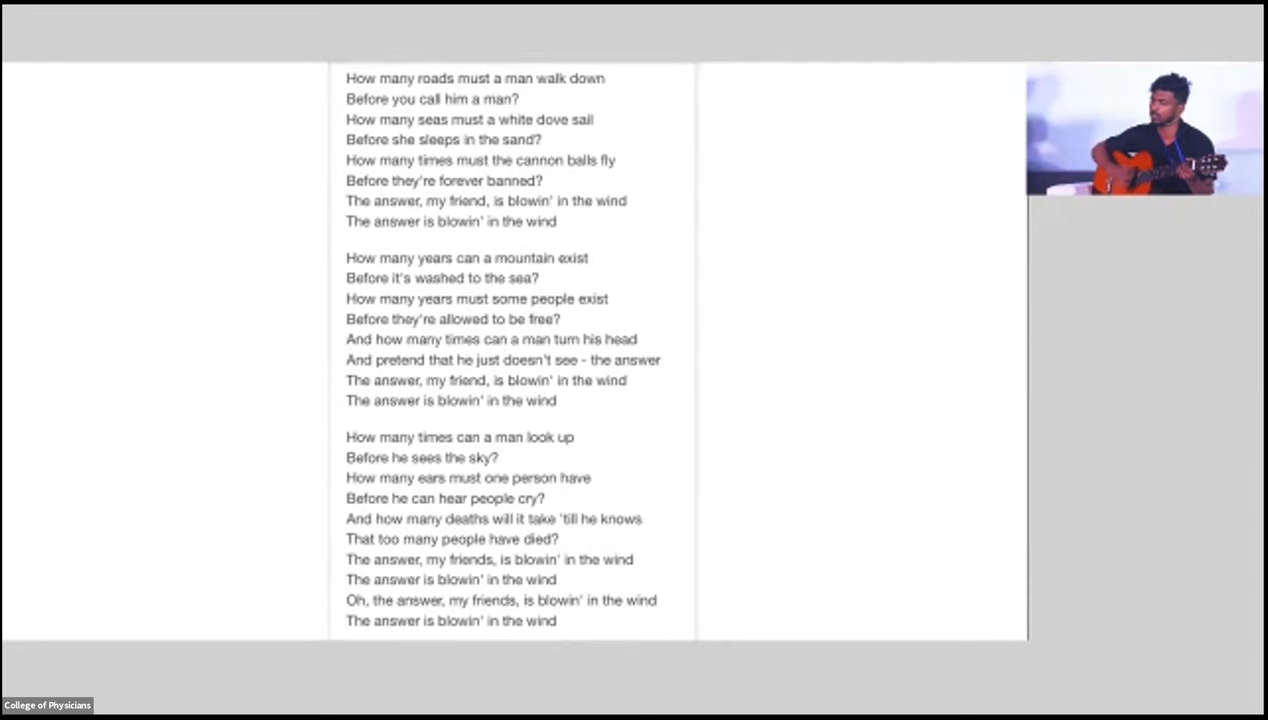 How many roads must a man walk down
Before you call him a man?
How many seas must a white dove sail
Before she sleeps in the sand?
How many times must the cannon balls fly
Before they're forever banned?
The answer, my friend, is blowin' in the wind
The answer is blowin' in the wind
How many years can a mountain exist
Before it's washed to the sea?
How many years must some people exist
Before they're allowed to be free?
And how many times can a man turn his head
And pretend that he just doesn't see - the answer
The answer, my friend, is blowin' in the wind
The answer is blowin' in the wind
How many times can a man look up
Before he sees the sky?
How many ears must one person have
Before he can hear people cry?
And how many deaths will it take 'till he knows
That too many people have died?
The answer, my friends, is blowin' in the wind
The answer is blowin' in the wind
Oh, the answer, my friends, is blowin' in the wind
The answer is blowin' in the wind
College of Physicians